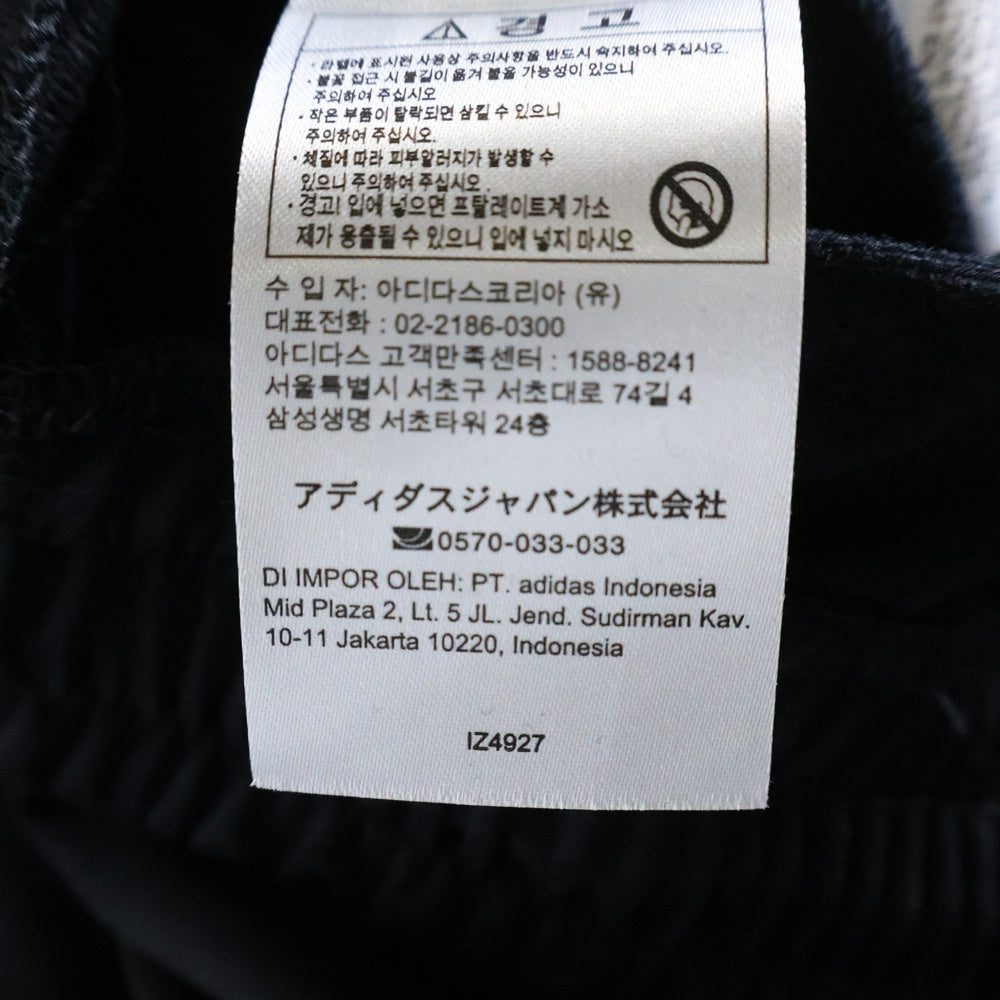 ⚠ 경 고
· 라벨에 표시된 사용상 주의사항을 반드시 숙지하여 주십시오.
· 불꽃 접근 시 불길이 옮겨 붙을 가능성이 있으니
주의하여 주십시오
· 작은 부품이 탈락되면 삼킬 수 있으니
주의하여 주십시오.
· 체질에 따라 피부알러지가 발생할 수
있으니 주의하여 주십시오.
· 경고! 입에 넣으면 프탈레이트계 가소
제가 용출될 수 있으니 입에 넣지 마시오
수 입 자: 아디다스코리아 (유)
대표전화 : 02-2186-0300
아디다스 고객만족센터 : 1588-8241
서울특별시 서초구 서초대로 74길 4
삼성생명 서초타워 24층
アディダスジャパン株式会社
0570-033-033
DI IMPOR OLEH: PT. adidas Indonesia
Mid Plaza 2, Lt. 5 JL. Jend. Sudirman Kav.
10-11 Jakarta 10220, Indonesia
IZ4927